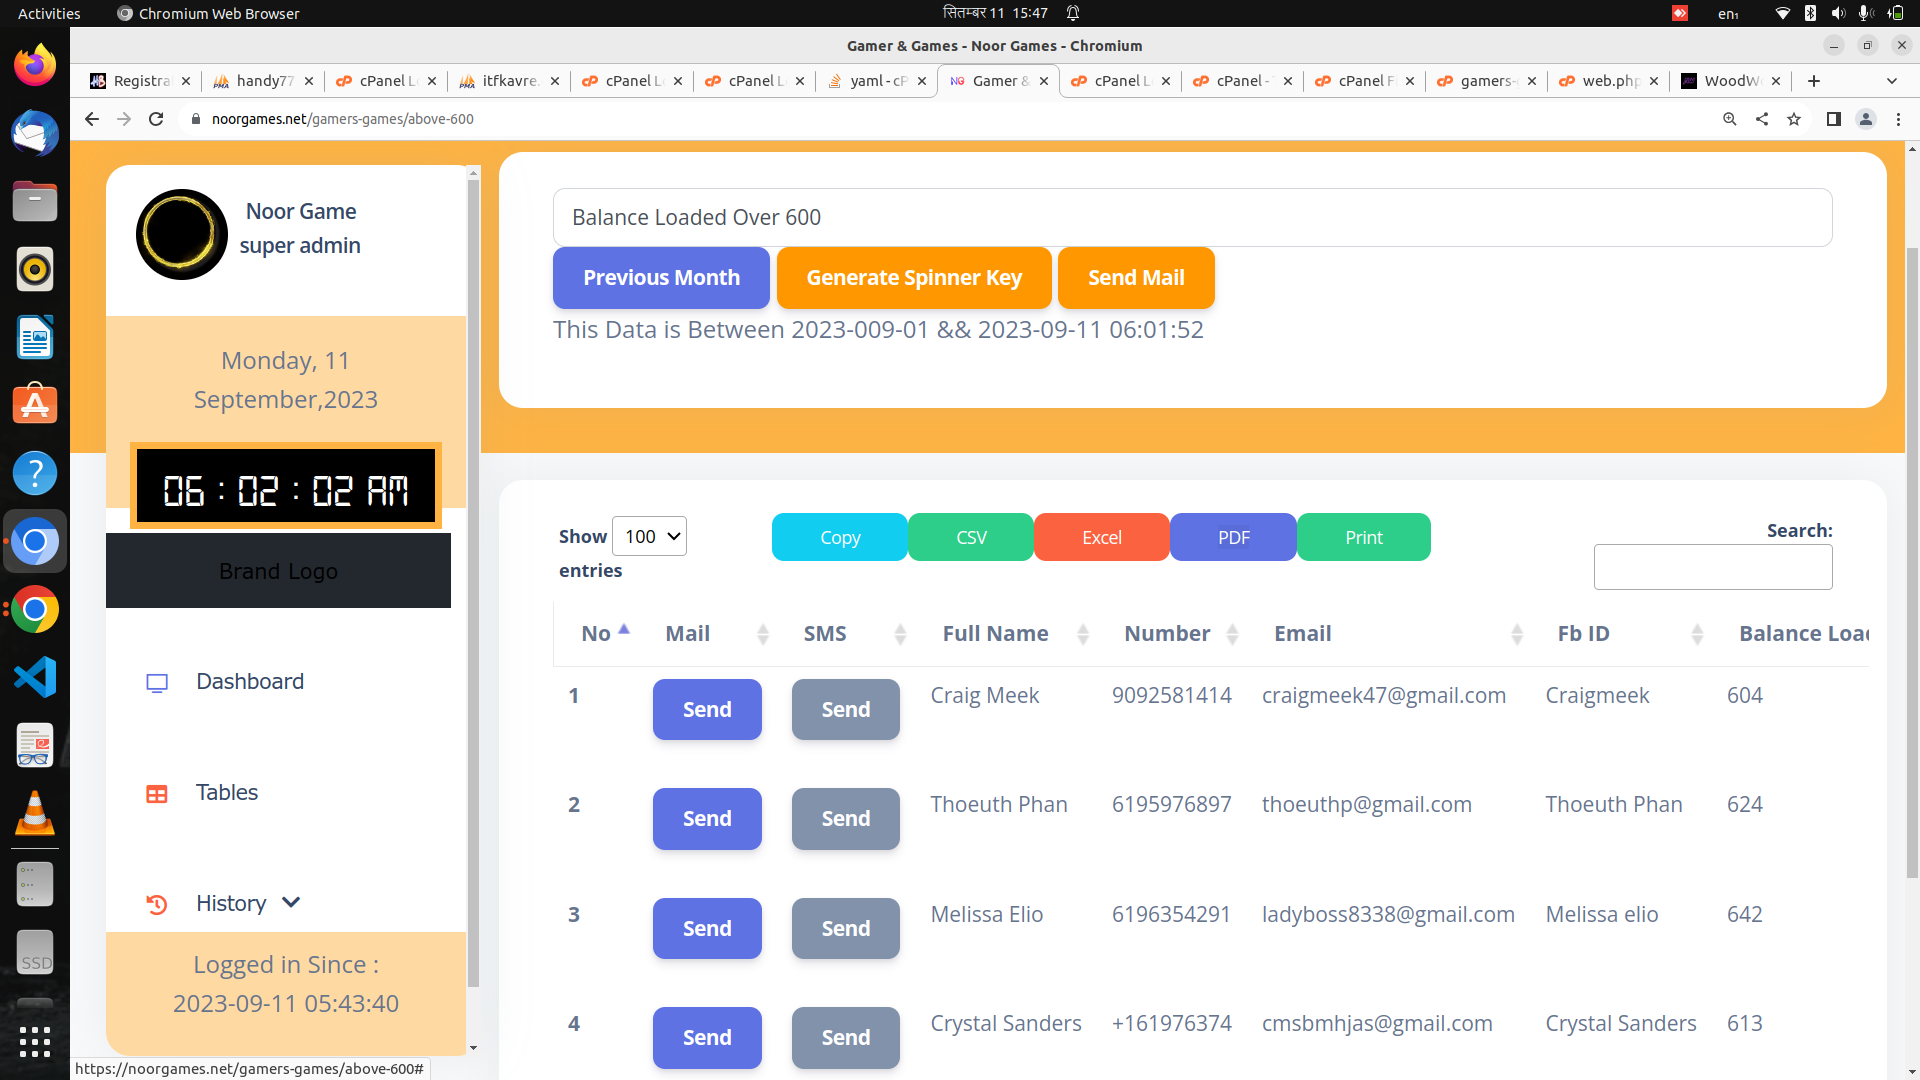 Activities
Chromium Web Browser
सितम्बर 11 15:47
en₁
Gamer & Games - Noor Games - Chromium
Registra
handy77
cPanel L
itfkavre.
cPanel L
cPanel L
yaml - cP
Gamer &
cPanel L
cPanel -
cPanel F
gamers-
web.php
WoodW
noorgames.net/gamers-games/above-600
Noor Game
super admin
Monday, 11
September,2023
06 : 02 : 02 AM
Brand Logo
Dashboard
Tables
History
Logged in Since :
2023-09-11 05:43:40
Balance Loaded Over 600
Previous Month
Generate Spinner Key
Send Mail
This Data is Between 2023-009-01 && 2023-09-11 06:01:52
Show 100
entries
Copy
CSV
Excel
PDF
Print
Search:
No Mail SMS Full Name Number Email Fb ID Balance Load
1 Send Send Craig Meek 9092581414 craigmeek47@gmail.com Craigmeek 604
2 Send Send Thoeuth Phan 6195976897 thoeuthp@gmail.com Thoeuth Phan 624
3 Send Send Melissa Elio 6196354291 ladyboss8338@gmail.com Melissa elio 642
4 Send Send Crystal Sanders +161976374 cmsbmhjas@gmail.com Crystal Sanders 613
SSD
https://noorgames.net/gamers-games/above-600#